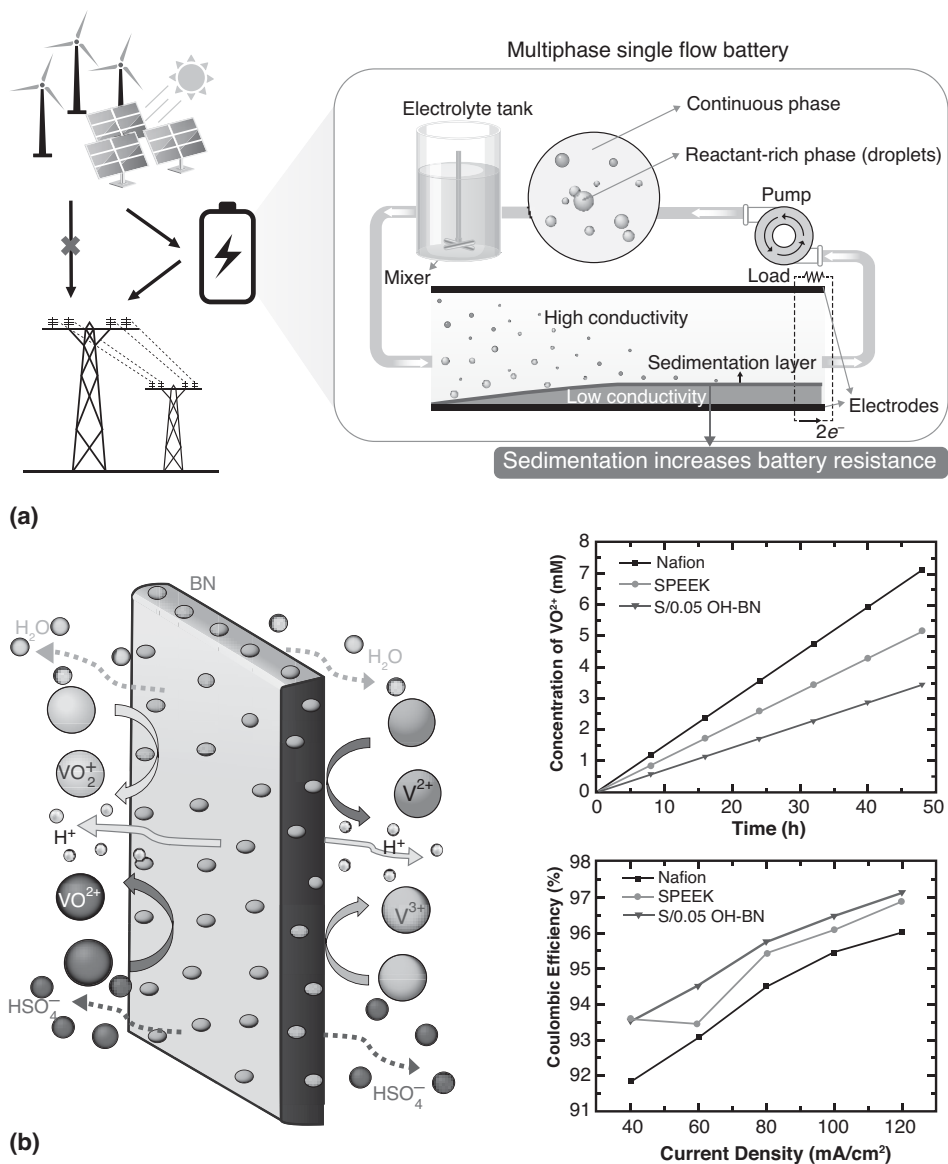 Multiphase single flow battery
Electrolyte tank
Continuous phase
Reactant-rich phase (droplets)
Pump
Mixer
Load
High conductivity
Sedimentation layer
Low conductivity
Electrodes
2e⁻
Sedimentation increases battery resistance
(a)
BN
H₂O
H₂O
VO₂⁺
V²⁺
H⁺
H⁺
VO²⁺
V³⁺
HSO₄⁻
HSO₄⁻
(b)
Concentration of VO²⁺ (mM)
8
7
6
5
4
3
2
1
0
Nafion
SPEEK
S/0.05 OH-BN
0 10 20 30 40 50
Time (h)
Coulombic Efficiency (%)
98
97
96
95
94
93
92
91
Nafion
SPEEK
S/0.05 OH-BN
40 60 80 100 120
Current Density (mA/cm²)